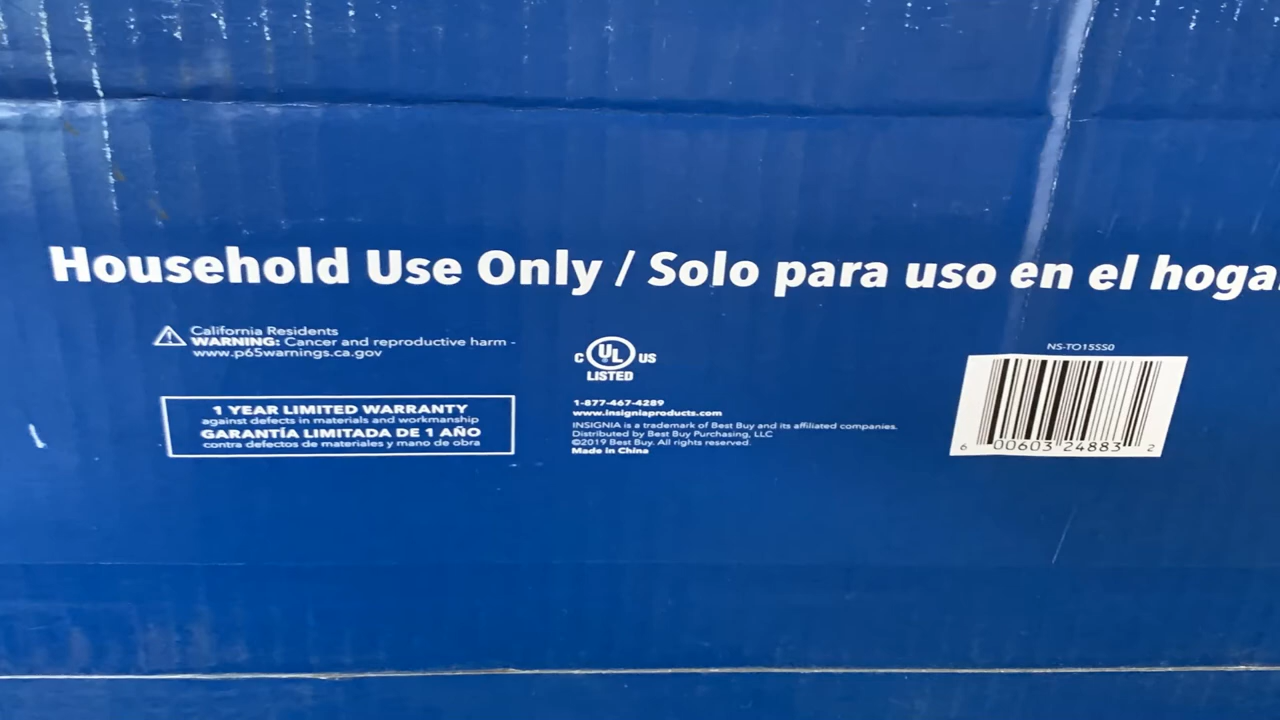 Household Use Only / Solo para uso en el hoga
California Residents
WARNING: Cancer and reproductive harm -
www.p65warnings.ca.gov
1 YEAR LIMITED WARRANTY
against defects in materials and workmanship
GARANTÍA LIMITADA DE 1 AÑO
contra defectos de materiales y mano de obra
C UL US
LISTED
1-877-467-4289
www.insigniaproducts.com
INSIGNIA is a trademark of Best Buy and its affiliated companies.
Distributed by Best Buy Purchasing, LLC
©2019 Best Buy. All rights reserved.
Made in China
NS-TO15SS0
6 00603 24883 2